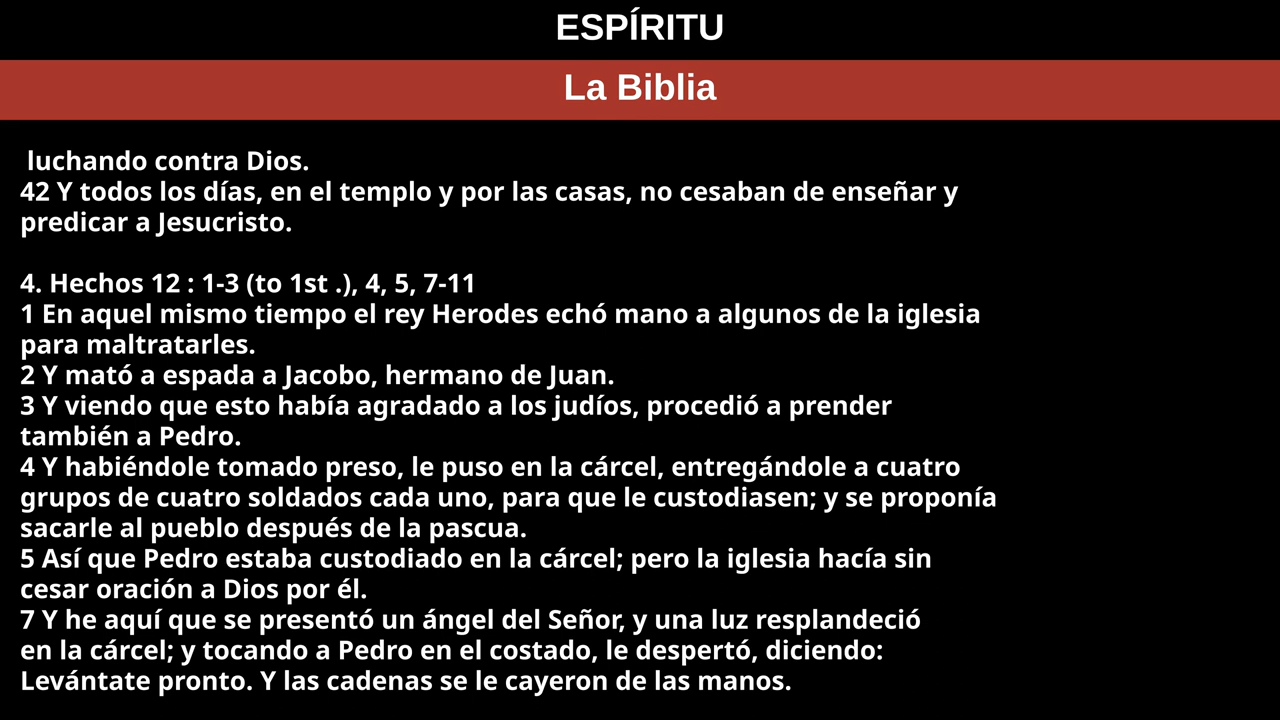 ESPÍRITU
La Biblia
luchando contra Dios.
42 Y todos los días, en el templo y por las casas, no cesaban de enseñar y
predicar a Jesucristo.
4. Hechos 12 : 1-3 (to 1st .), 4, 5, 7-11
1 En aquel mismo tiempo el rey Herodes echó mano a algunos de la iglesia
para maltratarles.
2 Y mató a espada a Jacobo, hermano de Juan.
3 Y viendo que esto había agradado a los judíos, procedió a prender
también a Pedro.
4 Y habiéndole tomado preso, le puso en la cárcel, entregándole a cuatro
grupos de cuatro soldados cada uno, para que le custodiasen; y se proponía
sacarle al pueblo después de la pascua.
5 Así que Pedro estaba custodiado en la cárcel; pero la iglesia hacía sin
cesar oración a Dios por él.
7 Y he aquí que se presentó un ángel del Señor, y una luz resplandeció
en la cárcel; y tocando a Pedro en el costado, le despertó, diciendo:
Levántate pronto. Y las cadenas se le cayeron de las manos.